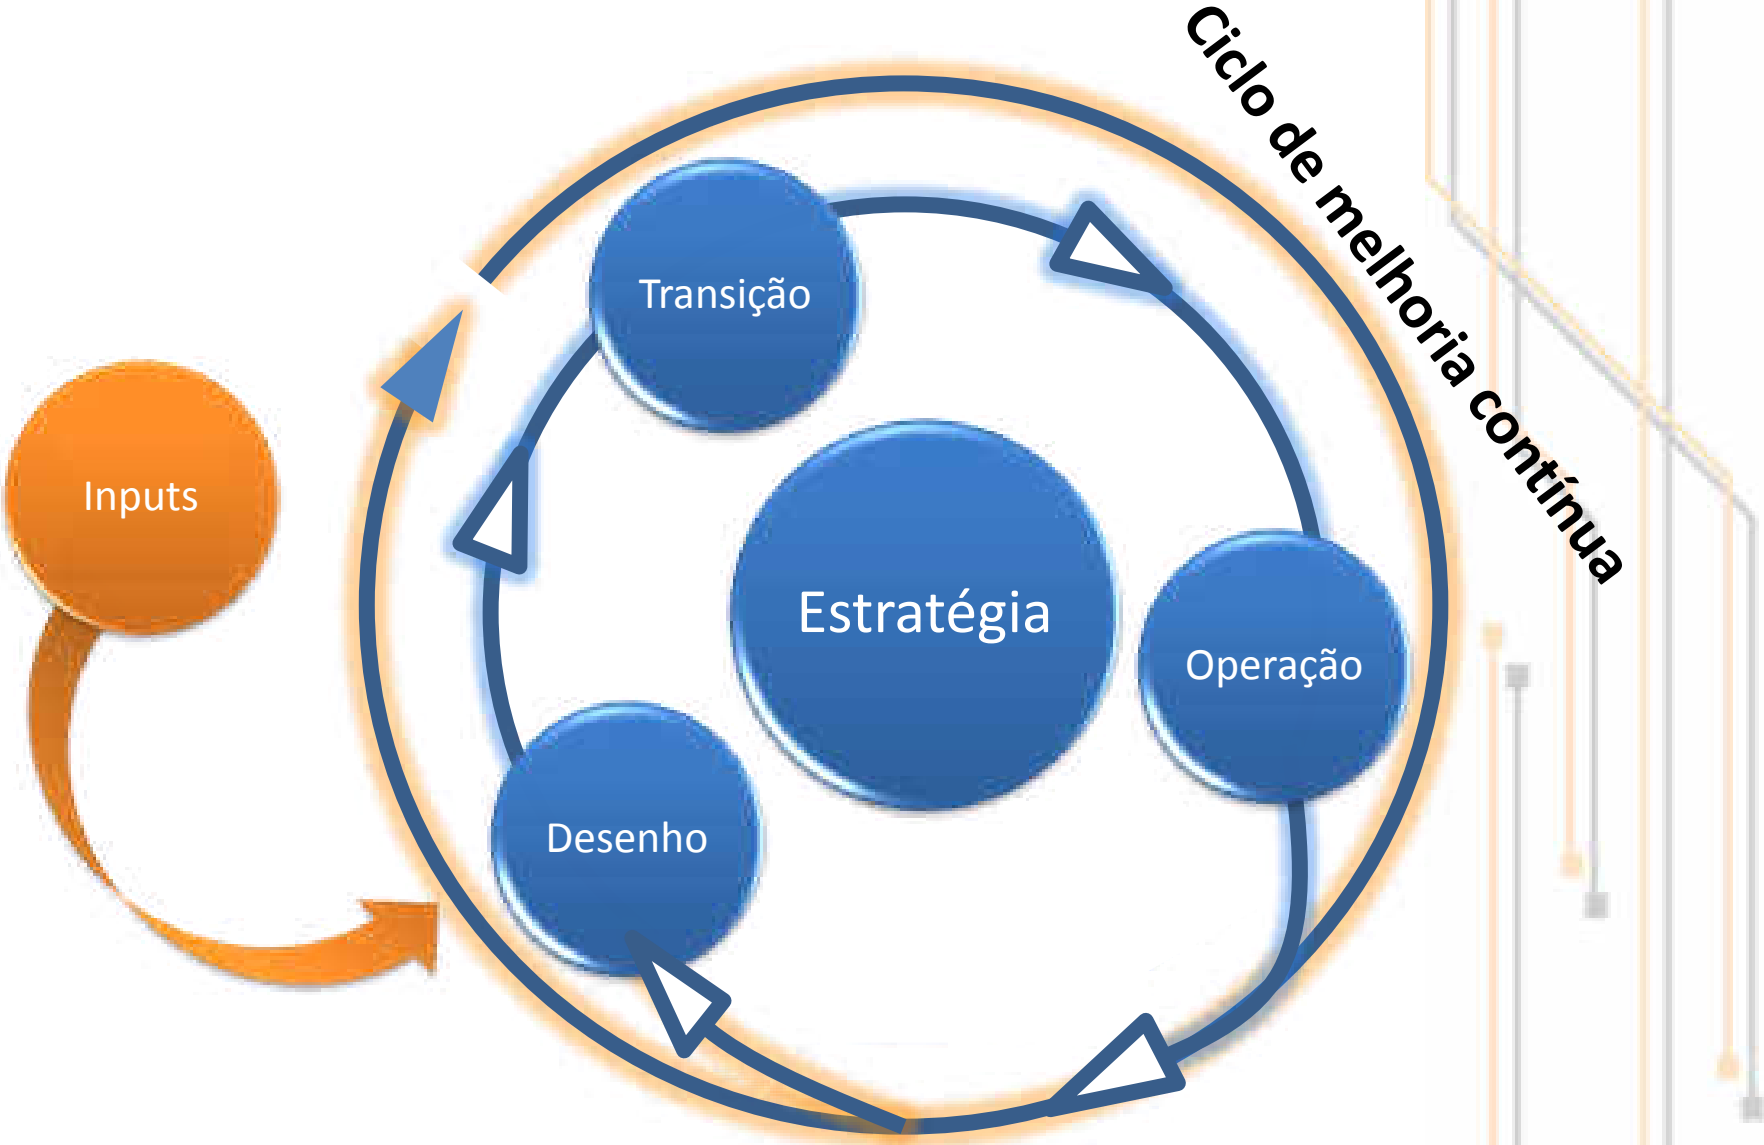 Ciclo de melhoria contínua
Transição
Inputs
Estratégia
Operação
Desenho